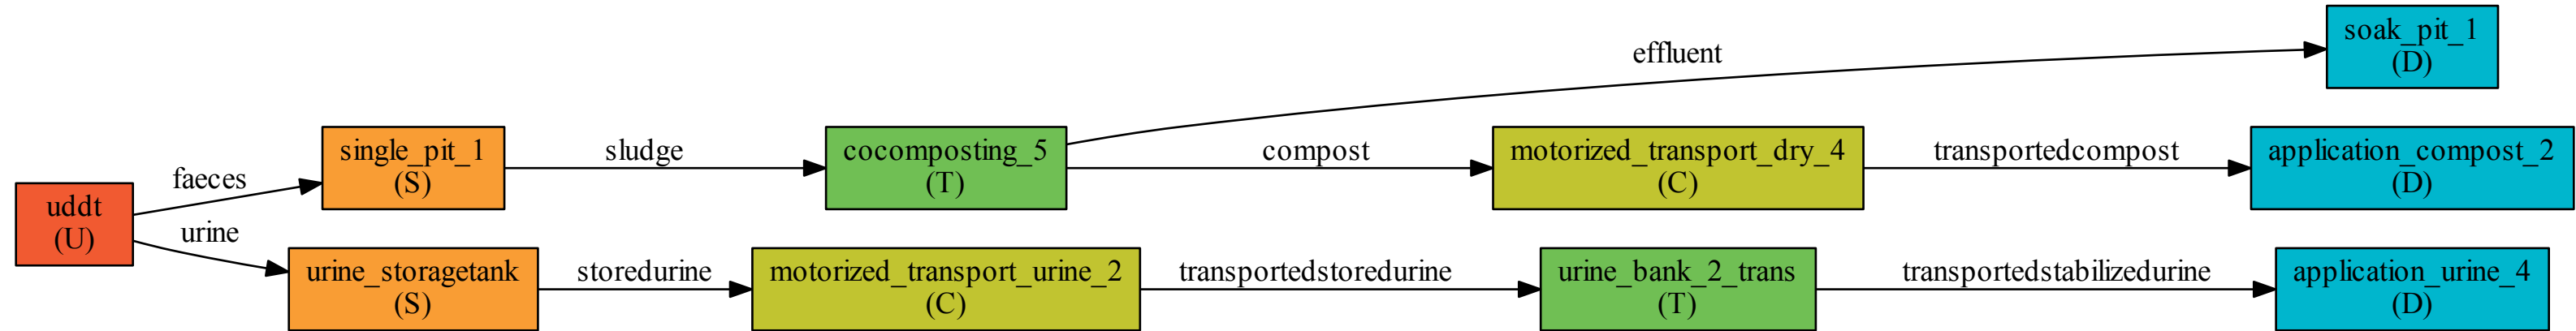 uddt
(U)
faeces
urine
single_pit_1
(S)
sludge
cocomposting_5
(T)
effluent
soak_pit_1
(D)
compost
motorized_transport_dry_4
(C)
transportedcompost
application_compost_2
(D)
urine_storagetank
(S)
storedurine
motorized_transport_urine_2
(C)
transportedstoredurine
urine_bank_2_trans
(T)
transportedstabilizedurine
application_urine_4
(D)